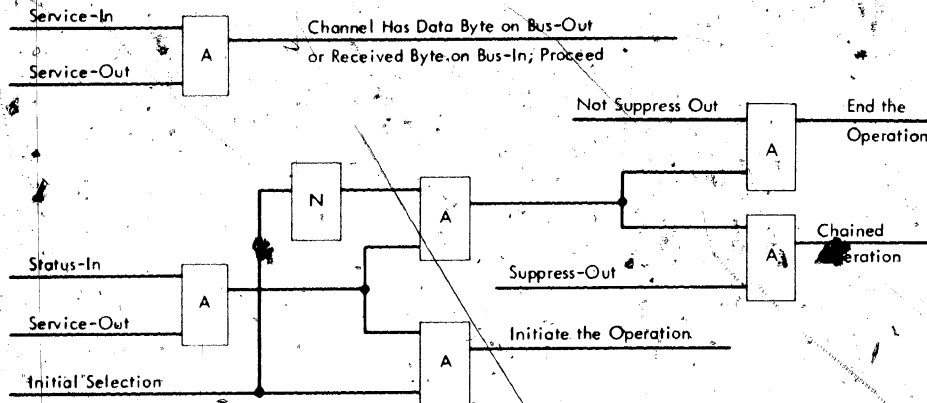 Service-In
A
Channel Has Data Byte on Bus-Out
or Received Byte on Bus-In; Proceed
Service-Out
Not Suppress Out
End the
Operation
A
N
A
Chained
A
Status-In
Suppress-Out
A
Service-Out
Initiate the Operation
A
Initial Selection